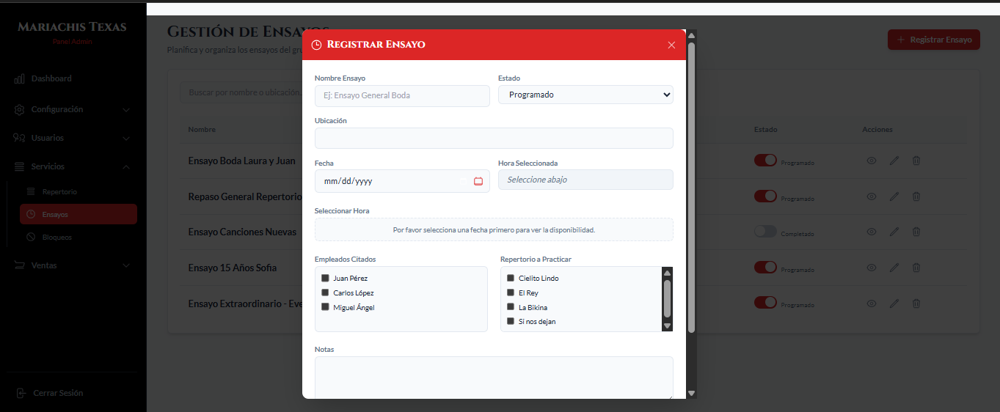 MARIACHIS TEXAS
Panel Admin
Dashboard
Configuración
Usuarios
Servicios
Repertorio
Ensayos
Bloqueos
Ventas
Cerrar Sesión
GESTIÓN DE ENSAYOS
Planifica y organiza los ensayos del gr
Registrar Ensayo
Buscar por nombre o ubicación
Nombre
Estado
Acciones
Ensayo Boda Laura y Juan
Programado
Repaso General Repertorio
Programado
Ensayo Canciones Nuevas
Completado
Ensayo 15 Años Sofia
Programado
Ensayo Extraordinario - Eve
Programado
REGISTRAR ENSAYO
Nombre Ensayo
Estado
Ej: Ensayo General Boda
Programado
Ubicación
Fecha
Hora Seleccionada
mm/dd/yyyy
Seleccione abajo
Seleccionar Hora
Por favor selecciona una fecha primero para ver la disponibilidad.
Empleados Citados
Juan Pérez
Carlos López
Miguel Ángel
Repertorio a Practicar
Cielito Lindo
El Rey
La Bikina
Si nos dejan
Notas